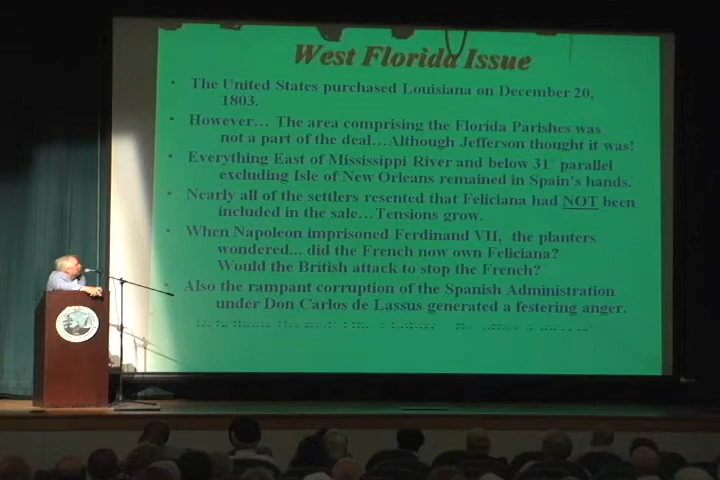 West Florida Issue
• The United States purchased Louisiana on December 20,
1803.
• However… The area comprising the Florida Parishes was
not a part of the deal…Although Jefferson thought it was!
• Everything East of Mississippi River and below 31° parallel
excluding Isle of New Orleans remained in Spain's hands.
• Nearly all of the settlers resented that Feliciana had NOT been
included in the sale…Tensions grow.
• When Napoleon imprisoned Ferdinand VII, the planters
wondered... did the French now own Feliciana?
Would the British attack to stop the French?
• Also the rampant corruption of the Spanish Administration
under Don Carlos de Lassus generated a festering anger.